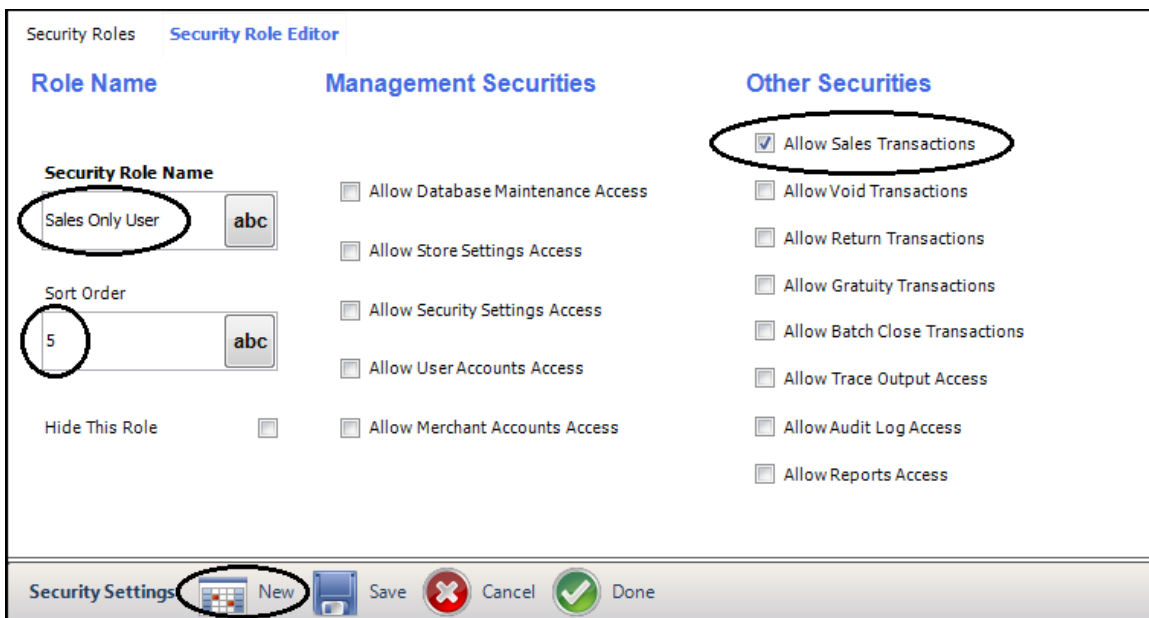 Security Roles Security Role Editor
Role Name
Security Role Name
Sales Only User abc
Sort Order
5 abc
Hide This Role
Management Securities
Allow Database Maintenance Access
Allow Store Settings Access
Allow Security Settings Access
Allow User Accounts Access
Allow Merchant Accounts Access
Other Securities
Allow Sales Transactions
Allow Void Transactions
Allow Return Transactions
Allow Gratuity Transactions
Allow Batch Close Transactions
Allow Trace Output Access
Allow Audit Log Access
Allow Reports Access
Security Settings New Save Cancel Done